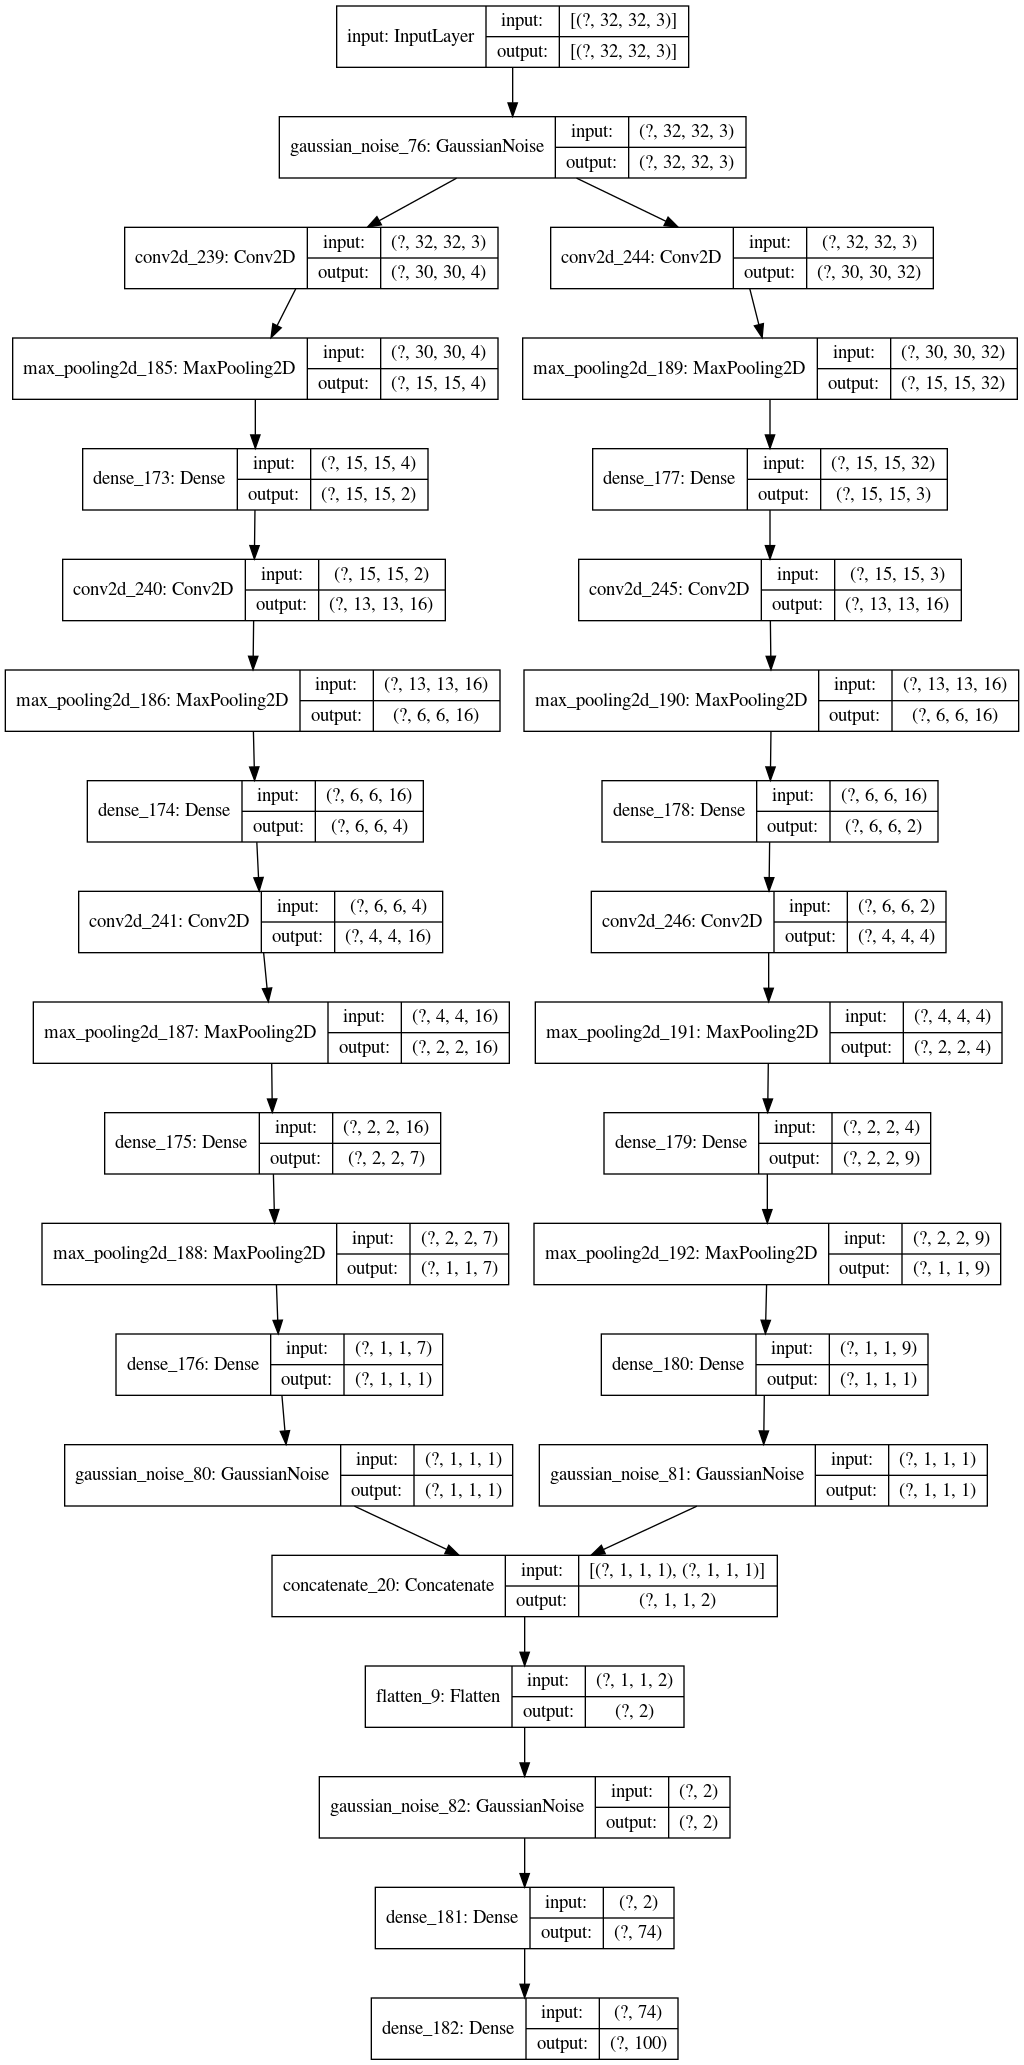 input: InputLayer
input:
[(?, 32, 32, 3)]
output:
[(?, 32, 32, 3)]
gaussian_noise_76: GaussianNoise
input:
(?, 32, 32, 3)
output:
(?, 32, 32, 3)
conv2d_239: Conv2D
input:
(?, 32, 32, 3)
output:
(?, 30, 30, 4)
conv2d_244: Conv2D
input:
(?, 32, 32, 3)
output:
(?, 30, 30, 32)
max_pooling2d_185: MaxPooling2D
input:
(?, 30, 30, 4)
output:
(?, 15, 15, 4)
max_pooling2d_189: MaxPooling2D
input:
(?, 30, 30, 32)
output:
(?, 15, 15, 32)
dense_173: Dense
input:
(?, 15, 15, 4)
output:
(?, 15, 15, 2)
dense_177: Dense
input:
(?, 15, 15, 32)
output:
(?, 15, 15, 3)
conv2d_240: Conv2D
input:
(?, 15, 15, 2)
output:
(?, 13, 13, 16)
conv2d_245: Conv2D
input:
(?, 15, 15, 3)
output:
(?, 13, 13, 16)
max_pooling2d_186: MaxPooling2D
input:
(?, 13, 13, 16)
output:
(?, 6, 6, 16)
max_pooling2d_190: MaxPooling2D
input:
(?, 13, 13, 16)
output:
(?, 6, 6, 16)
dense_174: Dense
input:
(?, 6, 6, 16)
output:
(?, 6, 6, 4)
dense_178: Dense
input:
(?, 6, 6, 16)
output:
(?, 6, 6, 2)
conv2d_241: Conv2D
input:
(?, 6, 6, 4)
output:
(?, 4, 4, 16)
conv2d_246: Conv2D
input:
(?, 6, 6, 2)
output:
(?, 4, 4, 4)
max_pooling2d_187: MaxPooling2D
input:
(?, 4, 4, 16)
output:
(?, 2, 2, 16)
max_pooling2d_191: MaxPooling2D
input:
(?, 4, 4, 4)
output:
(?, 2, 2, 4)
dense_175: Dense
input:
(?, 2, 2, 16)
output:
(?, 2, 2, 7)
dense_179: Dense
input:
(?, 2, 2, 4)
output:
(?, 2, 2, 9)
max_pooling2d_188: MaxPooling2D
input:
(?, 2, 2, 7)
output:
(?, 1, 1, 7)
max_pooling2d_192: MaxPooling2D
input:
(?, 2, 2, 9)
output:
(?, 1, 1, 9)
dense_176: Dense
input:
(?, 1, 1, 7)
output:
(?, 1, 1, 1)
dense_180: Dense
input:
(?, 1, 1, 9)
output:
(?, 1, 1, 1)
gaussian_noise_80: GaussianNoise
input:
(?, 1, 1, 1)
output:
(?, 1, 1, 1)
gaussian_noise_81: GaussianNoise
input:
(?, 1, 1, 1)
output:
(?, 1, 1, 1)
concatenate_20: Concatenate
input:
[(?, 1, 1, 1), (?, 1, 1, 1)]
output:
(?, 1, 1, 2)
flatten_9: Flatten
input:
(?, 1, 1, 2)
output:
(?, 2)
gaussian_noise_82: GaussianNoise
input:
(?, 2)
output:
(?, 2)
dense_181: Dense
input:
(?, 2)
output:
(?, 74)
dense_182: Dense
input:
(?, 74)
output:
(?, 100)